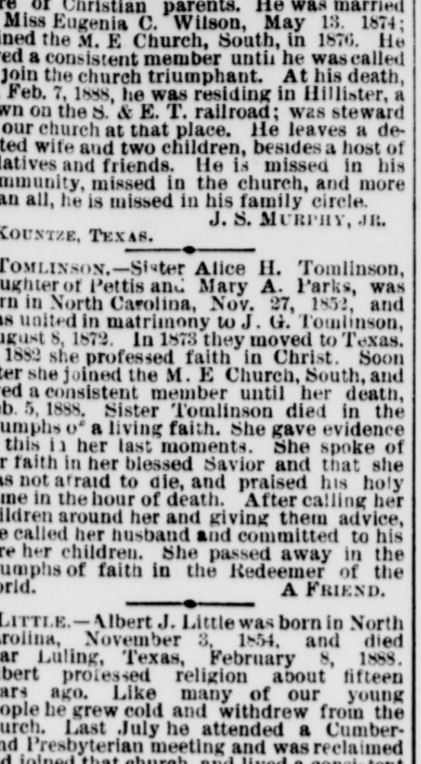 re of Christian parents. He was married
Miss Eugenia C. Wilson, May 13. 1874;
ined the M. E Church, South, in 1876. He
ed a consistent member until he was called
join the church triumphant. At his death,
Feb. 7, 1888, he was residing in Hillister, a
wn on the S. & E. T. railroad; was steward
our church at that place. He leaves a de-
ted wife and two children, besides a host of
latives and friends. He is missed in his
mmunity, missed in the church, and more
an all, he is missed in his family circle.
J. S. MURPHY, JR.
KOUNTZE, TEXAS.
TOMLINSON.—Sister Alice H. Tomlinson,
ughter of Pettis and Mary A. Parks, was
rn in North Carolina, Nov. 27, 1852, and
as united in matrimony to J. G. Tomlinson,
ugust 8, 1872. In 1873 they moved to Texas.
1882 she professed faith in Christ. Soon
ter she joined the M. E Church, South, and
ed a consistent member until her death,
b. 5, 1888. Sister Tomlinson died in the
umphs of a living faith. She gave evidence
this in her last moments. She spoke of
r faith in her blessed Savior and that she
as not afraid to die, and praised his holy
me in the hour of death. After calling her
ildren around her and giving them advice,
e called her husband and committed to his
re her children. She passed away in the
umphs of faith in the Redeemer of the
orld. A FRIEND.
LITTLE.—Albert J. Little was born in North
rolina, November 3, 1854, and died
ar Luling, Texas, February 8, 1888.
bert professed religion about fifteen
ars ago. Like many of our young
ople he grew cold and withdrew from the
urch. Last July he attended a Cumber-
nd Presbyterian meeting and was reclaimed
d joined that church, and lived a consistent